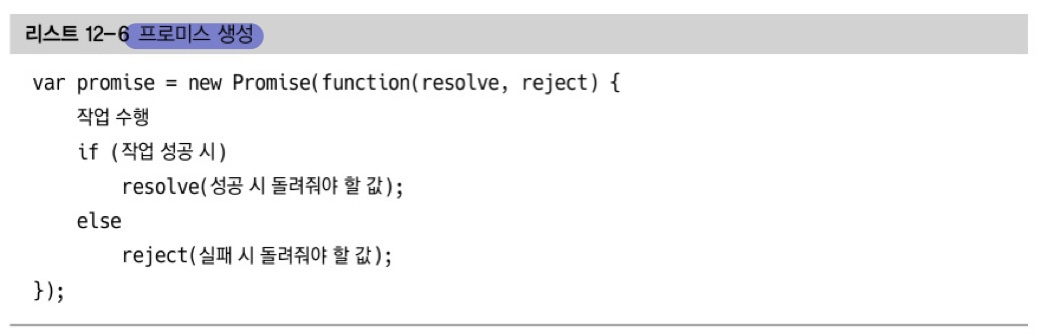 리스트 12-6 프로미스 생성
var promise = new Promise(function(resolve, reject) {
    작업 수행
    if (작업 성공 시)
        resolve(성공 시 돌려줘야 할 값);
    else
        reject(실패 시 돌려줘야 할 값);
});